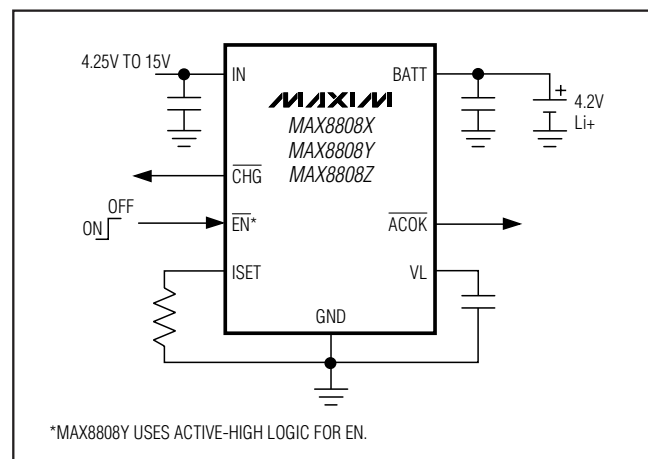 4.25V TO 15V
IN
BATT
MAXIM
MAX8808X
MAX8808Y
MAX8808Z
+
4.2V
Li+
CHG
OFF
ON
EN*
ACOK
ISET
VL
GND
*MAX8808Y USES ACTIVE-HIGH LOGIC FOR EN.